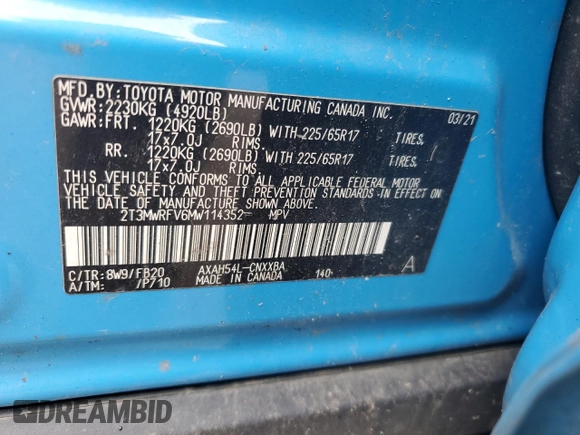 MFD. BY: TOYOTA MOTOR MANUFACTURING CANADA INC.
GVWR: 2230KG (4920LB) 03/21
GAWR: FRT. 1220KG (2690LB) WITH 225/65R17 TIRES,
17x7.0J RIMS.
RR. 1220KG (2690LB) WITH 225/65R17 TIRES,
17x7.0J RIMS.
THIS VEHICLE CONFORMS TO ALL APPLICABLE FEDERAL MOTOR
VEHICLE SAFETY AND THEFT PREVENTION STANDARDS IN EFFECT ON
THE DATE OF MANUFACTURE SHOWN ABOVE.
2T3MWRFV6MW114352 MPV
C/TR: 8W9/FB20 AXAH54L-CNXXBA A
A/TM: /P710 MADE IN CANADA 140
DREAMBID